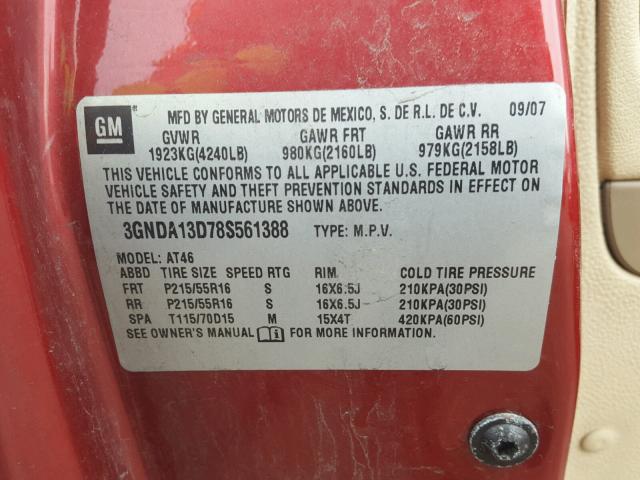 GM
MFD BY GENERAL MOTORS DE MEXICO, S. DE R.L. DE C.V. 09/07
GVWR GAWR FRT GAWR RR
1923KG(4240LB) 980KG(2160LB) 979KG(2158LB)
THIS VEHICLE CONFORMS TO ALL APPLICABLE U.S. FEDERAL MOTOR
VEHICLE SAFETY AND THEFT PREVENTION STANDARDS IN EFFECT ON
THE DATE OF MANUFACTURE SHOWN ABOVE.
3GNDA13D78S561388 TYPE: M.P.V.
MODEL: AT46
ABBD TIRE SIZE SPEED RTG RIM COLD TIRE PRESSURE
FRT P215/55R16 S 16X6.5J 210KPA(30PSI)
RR P215/55R16 S 16X6.5J 210KPA(30PSI)
SPA T115/70D15 M 15X4T 420KPA(60PSI)
SEE OWNER'S MANUAL FOR MORE INFORMATION.